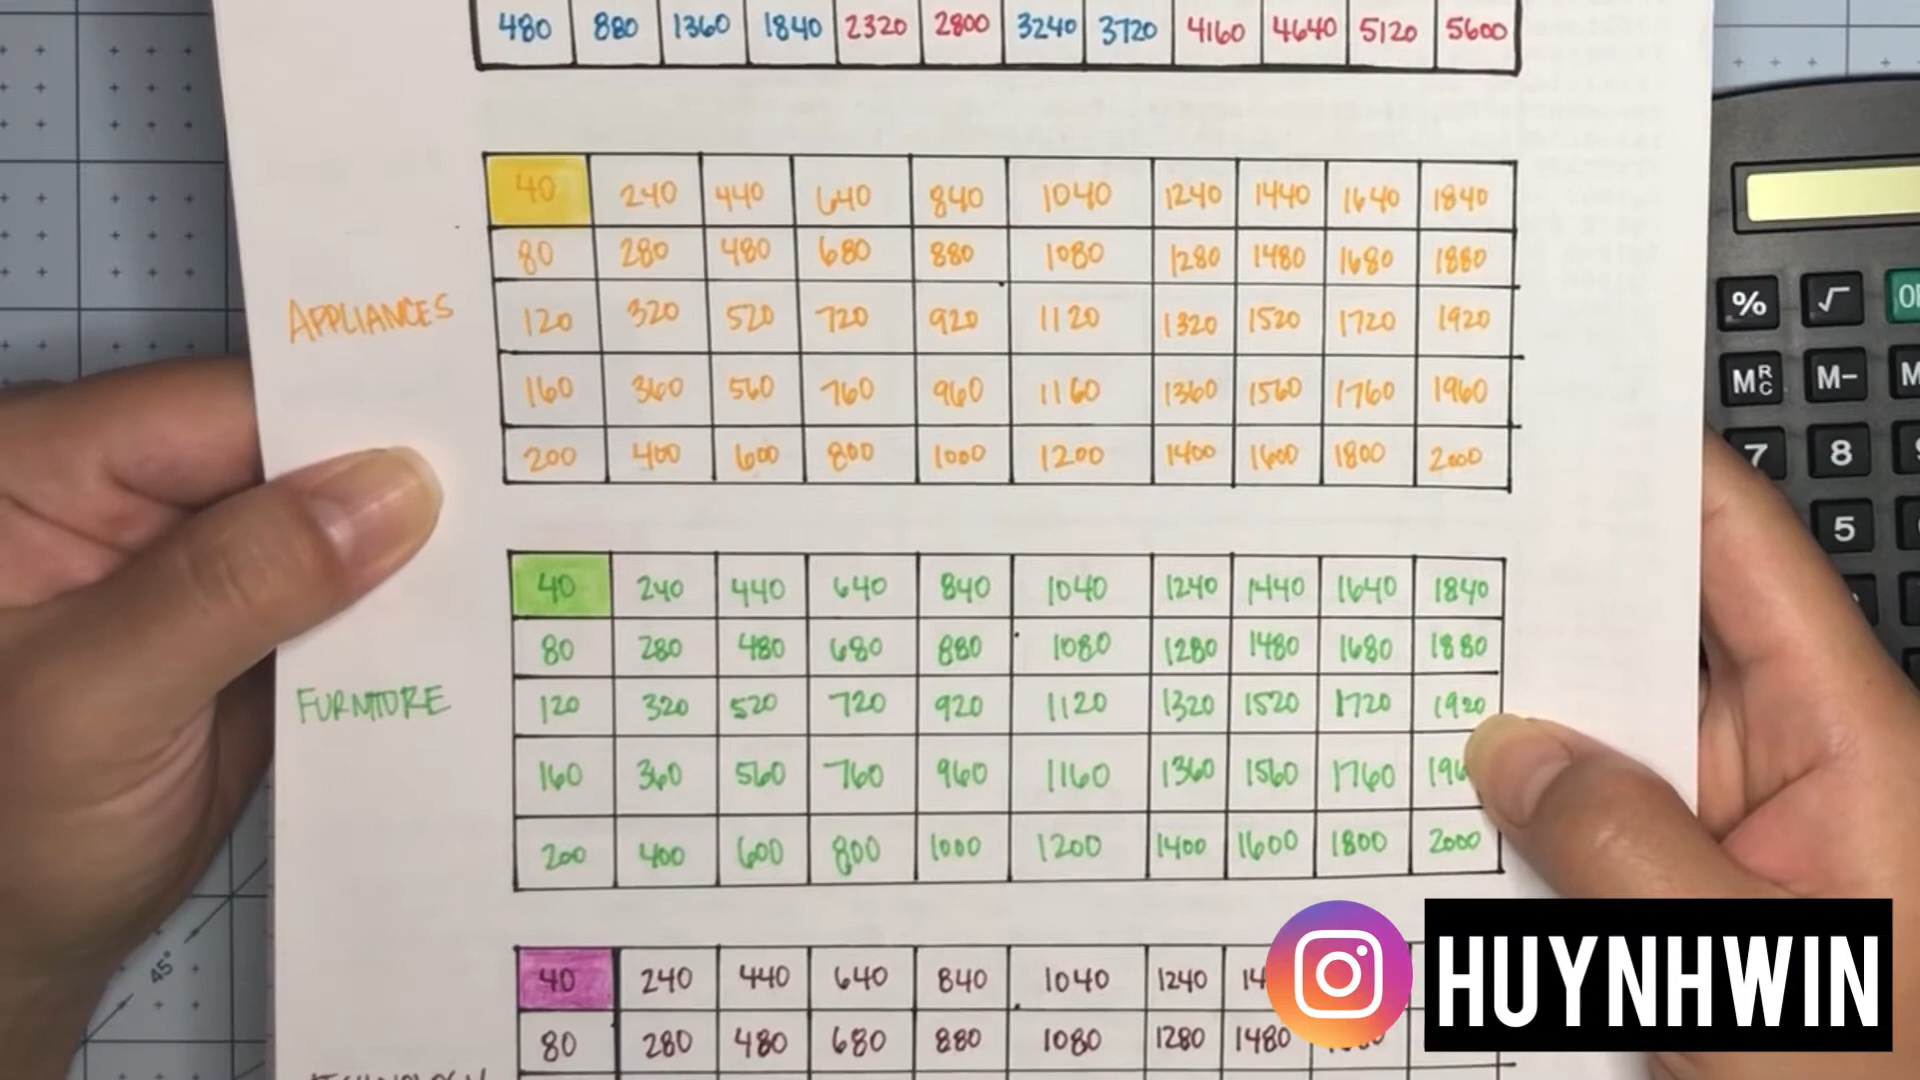 480 880 1360 1840 2320 2800 3240 3720 4160 4640 5120 5600
40 240 440 640 840 1040 1240 1440 1640 1840
80 280 480 680 880 1080 1280 1480 1680 1880
APPLIANCES
120 320 520 720 920 1120 1320 1520 1720 1920
160 360 560 760 960 1160 1360 1560 1760 1960
200 400 600 800 1000 1200 1400 1600 1800 2000
40 240 440 640 840 1040 1240 1440 1640 1840
80 280 480 680 880 1080 1280 1480 1680 1880
FURNITURE
120 320 520 720 920 1120 1320 1520 1720 1920
160 360 560 760 960 1160 1360 1560 1760
200 400 600 800 1000 1200 1400 1600 1800 2000
40 240 440 640 840 1040 1240
80 280 480 680 880 1080 1280 1480
% √
M R C M−
7 8
5
45°
HUYNHWIN